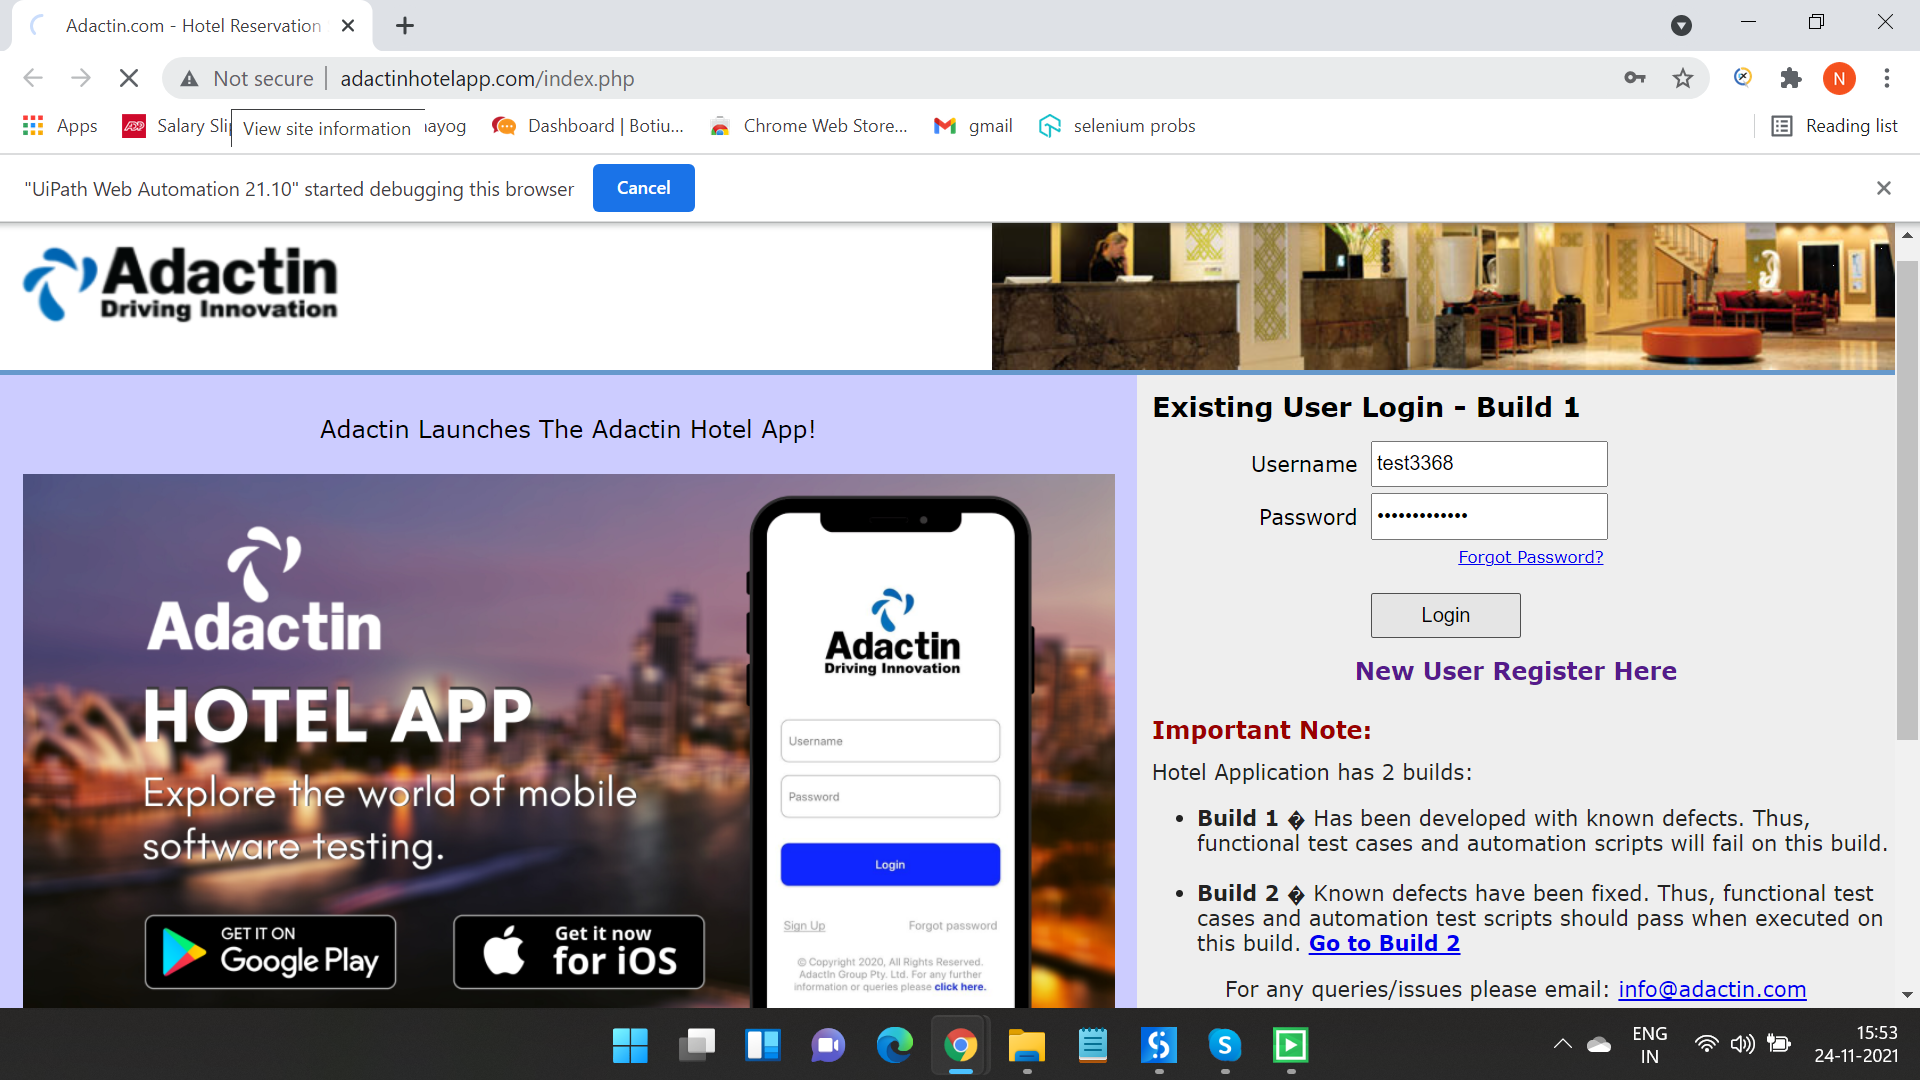 Adactin.com - Hotel Reservation
Not secure | adactinhotelapp.com/index.php
Apps
Salary Slip
View site information
Dashboard | Botiu...
Chrome Web Store...
gmail
selenium probs
Reading list
"UiPath Web Automation 21.10" started debugging this browser
Cancel
Adactin
Driving Innovation
Adactin Launches The Adactin Hotel App!
Adactin
HOTEL APP
Explore the world of mobile
software testing.
GET IT ON
Google Play
Get it now
for iOS
Adactin
Driving Innovation
Username
Password
Login
Sign Up
Forgot password
© Copyright 2020, All Rights Reserved.
AdactIn Group Pty. Ltd. For any further
information or queries please click here.
Existing User Login - Build 1
Username
test3368
Password
Forgot Password?
Login
New User Register Here
Important Note:
Hotel Application has 2 builds:
• Build 1 � Has been developed with known defects. Thus,
functional test cases and automation scripts will fail on this build.
• Build 2 � Known defects have been fixed. Thus, functional test
cases and automation test scripts should pass when executed on
this build. Go to Build 2
For any queries/issues please email: info@adactin.com
N
ENG
IN
15:53
24-11-2021